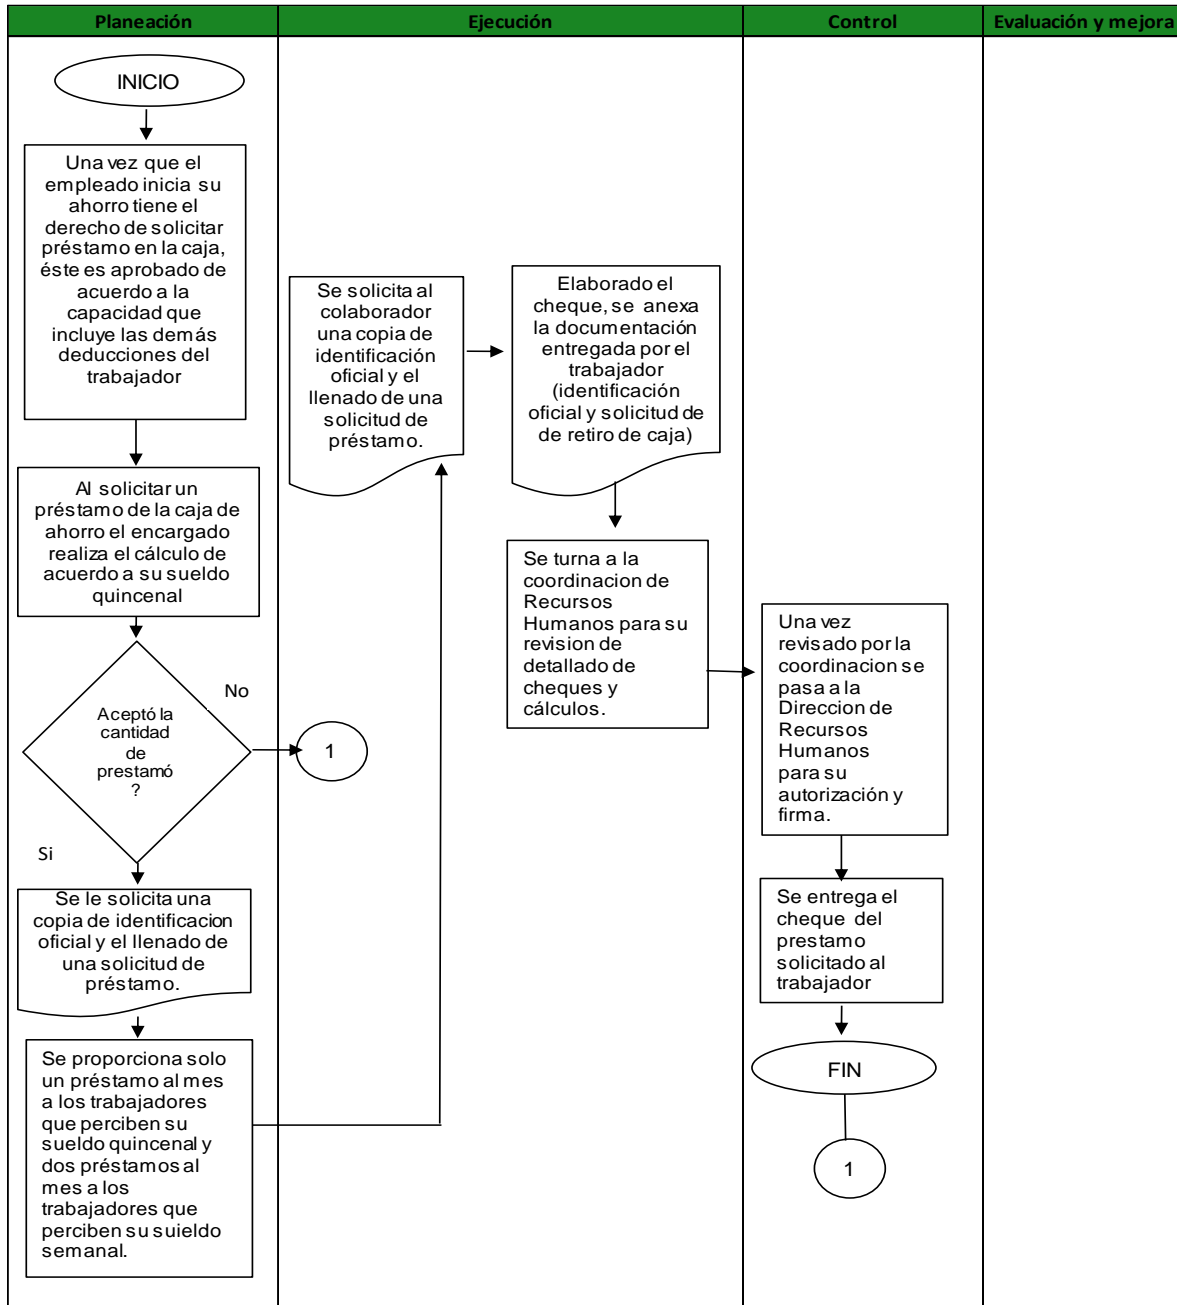 Planeación
Ejecución
Control
Evaluación y mejora
INICIO
Una vez que el
empleado inicia su
ahorro tiene el
derecho de solicitar
préstamo en la caja,
éste es aprobado de
acuerdo a la
capacidad que
incluye las demás
deducciones del
trabajador
Al solicitar un
préstamo de la caja de
ahorro el encargado
realiza el cálculo de
acuerdo a su sueldo
quincenal
Aceptó la
cantidad
de
prestamó
?
No
1
Si
Se le solicita una
copia de identificacion
oficial y el llenado de
una solicitud de
préstamo.
Se proporciona solo
un préstamo al mes
a los trabajadores
que perciben su
sueldo quincenal y
dos préstamos al
mes a los
trabajadores que
perciben su suieldo
semanal.
Se solicita al
colaborador
una copia de
identificación
oficial y el
llenado de una
solicitud de
préstamo.
Elaborado el
cheque, se anexa
la documentación
entregada por el
trabajador
(identificación
oficial y solicitud de
de retiro de caja)
Se turna a la
coordinacion de
Recursos
Humanos para su
revision de
detallado de
cheques y
cálculos.
Una vez
revisado por la
coordinacion se
pasa a la
Direccion de
Recursos
Humanos
para su
autorización y
firma.
Se entrega el
cheque del
prestamo
solicitado al
trabajador
FIN
1